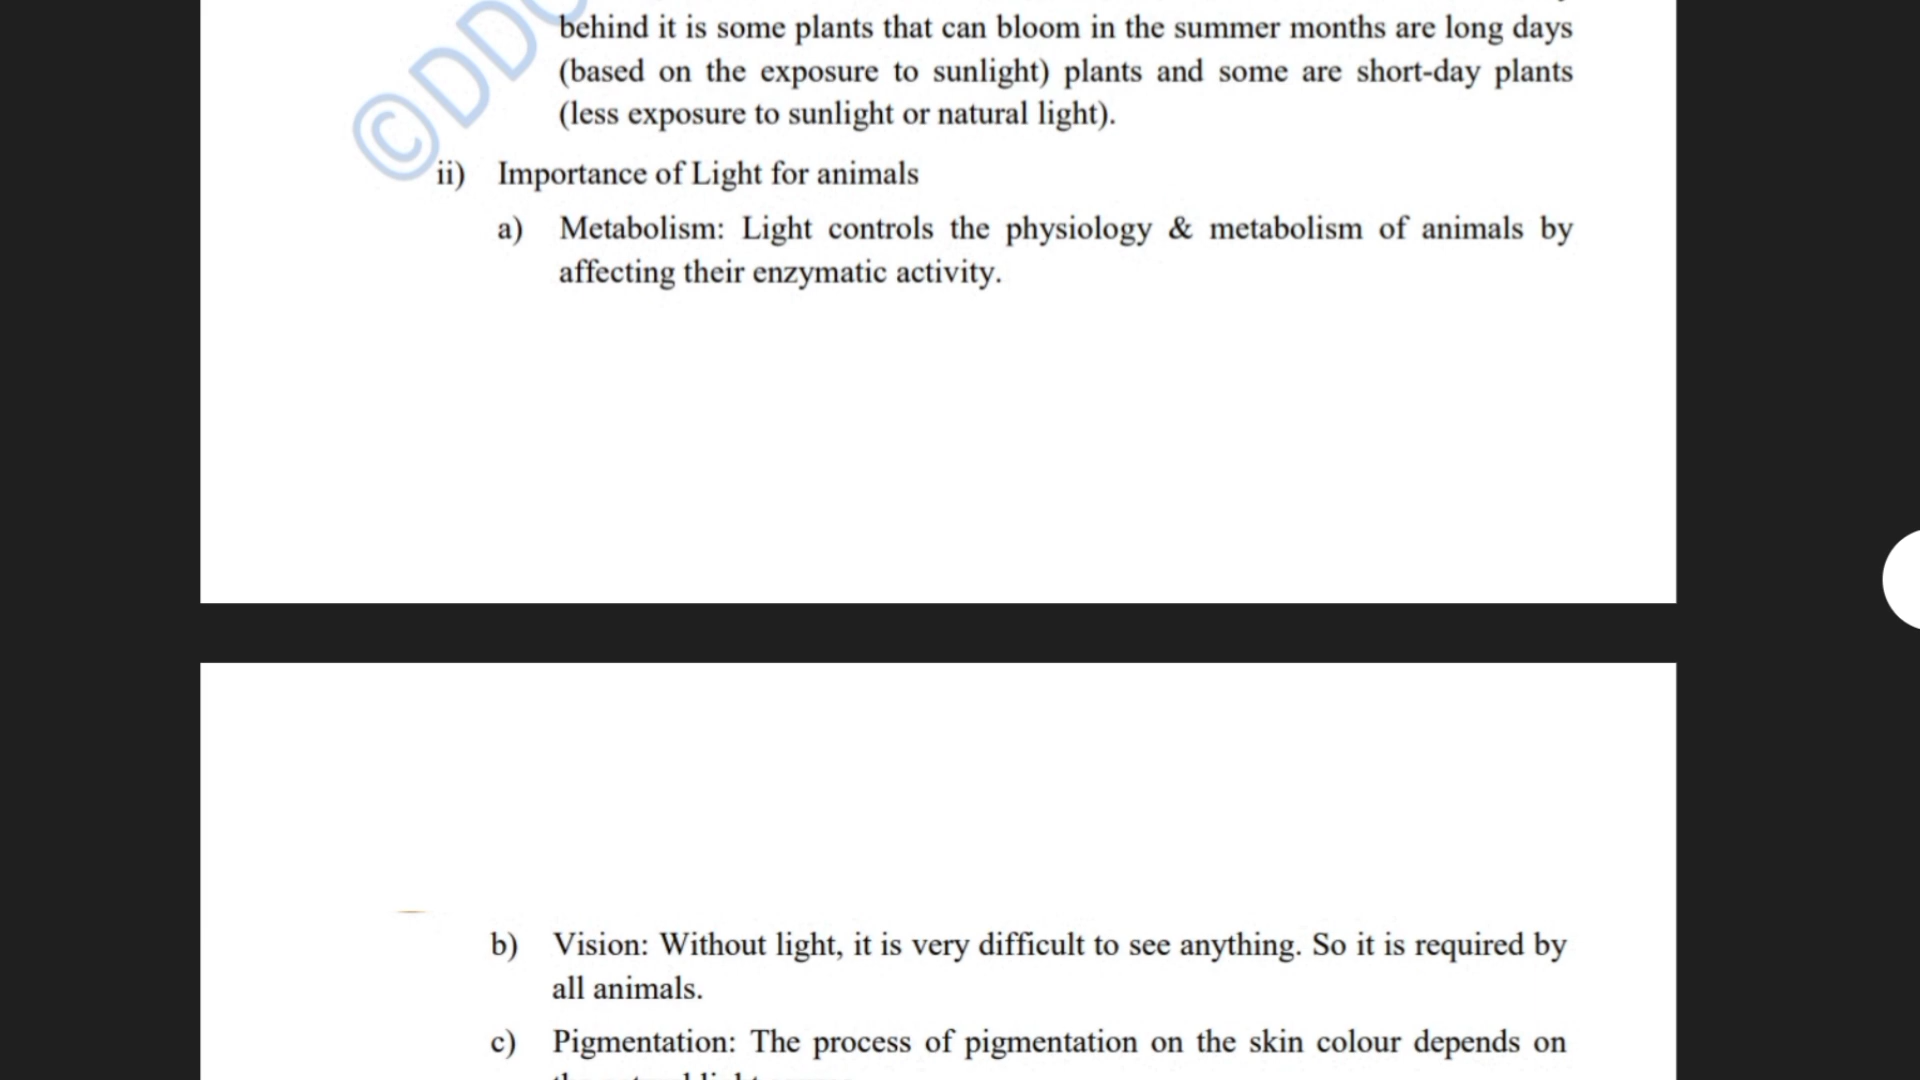 ©DD
behind it is some plants that can bloom in the summer months are long days
(based on the exposure to sunlight) plants and some are short-day plants
(less exposure to sunlight or natural light).
ii) Importance of Light for animals
a) Metabolism: Light controls the physiology & metabolism of animals by
affecting their enzymatic activity.
b) Vision: Without light, it is very difficult to see anything. So it is required by
all animals.
c) Pigmentation: The process of pigmentation on the skin colour depends on